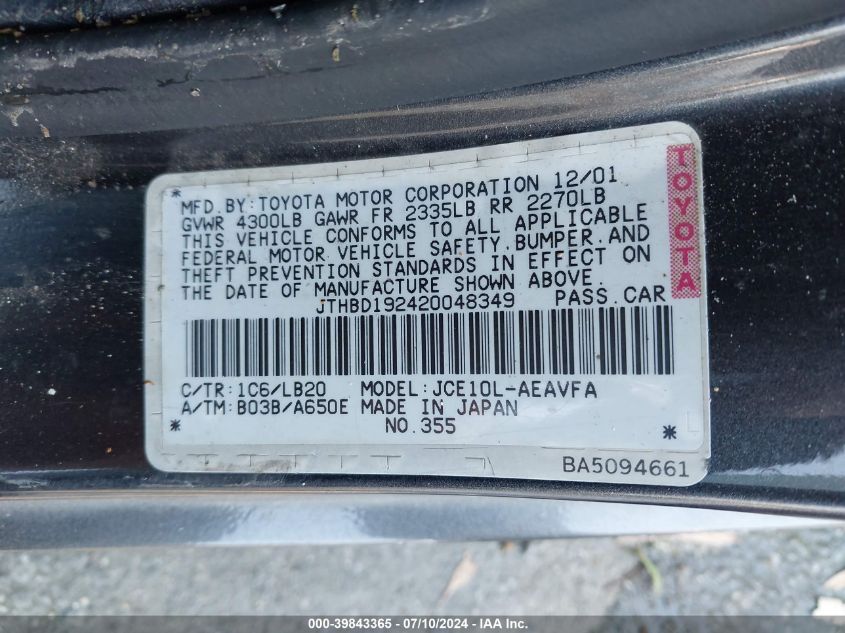 * MFD. BY: TOYOTA MOTOR CORPORATION 12/01
GVWR 4300LB GAWR FR 2335LB RR 2270LB
THIS VEHICLE CONFORMS TO ALL APPLICABLE
FEDERAL MOTOR VEHICLE SAFETY, BUMPER, AND
THEFT PREVENTION STANDARDS IN EFFECT ON
THE DATE OF MANUFACTURE SHOWN ABOVE.
JTHBD192420048349 PASS. CAR
TOYOTA
C/TR: 1C6/LB20 MODEL: JCE10L-AEAVFA
A/TM: B03B/A650E MADE IN JAPAN
* NO. 355 * L
BA5094661
000-39843365 - 07/10/2024 - IAA Inc.